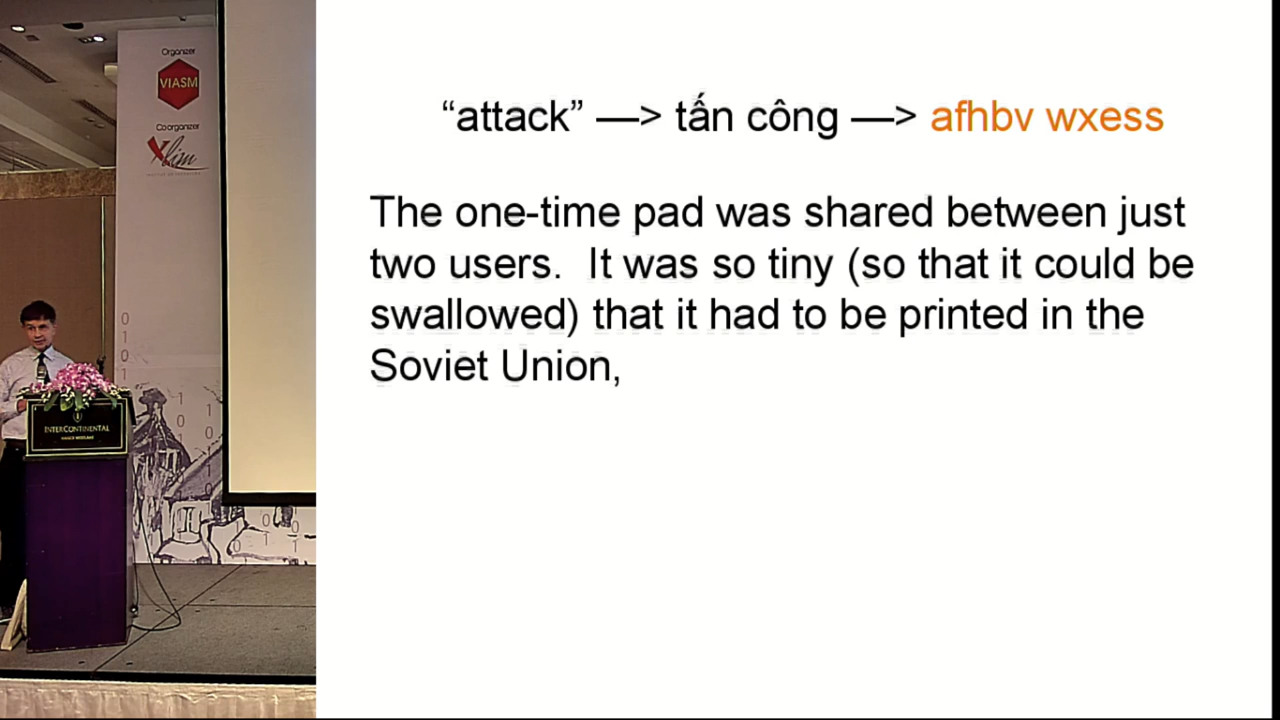 Organizer
VIASM
Coorganizer
Xlim
INTERCONTINENTAL
“attack” —> tấn công —> afhbv wxess
The one-time pad was shared between just
two users.  It was so tiny (so that it could be
swallowed) that it had to be printed in the
Soviet Union,